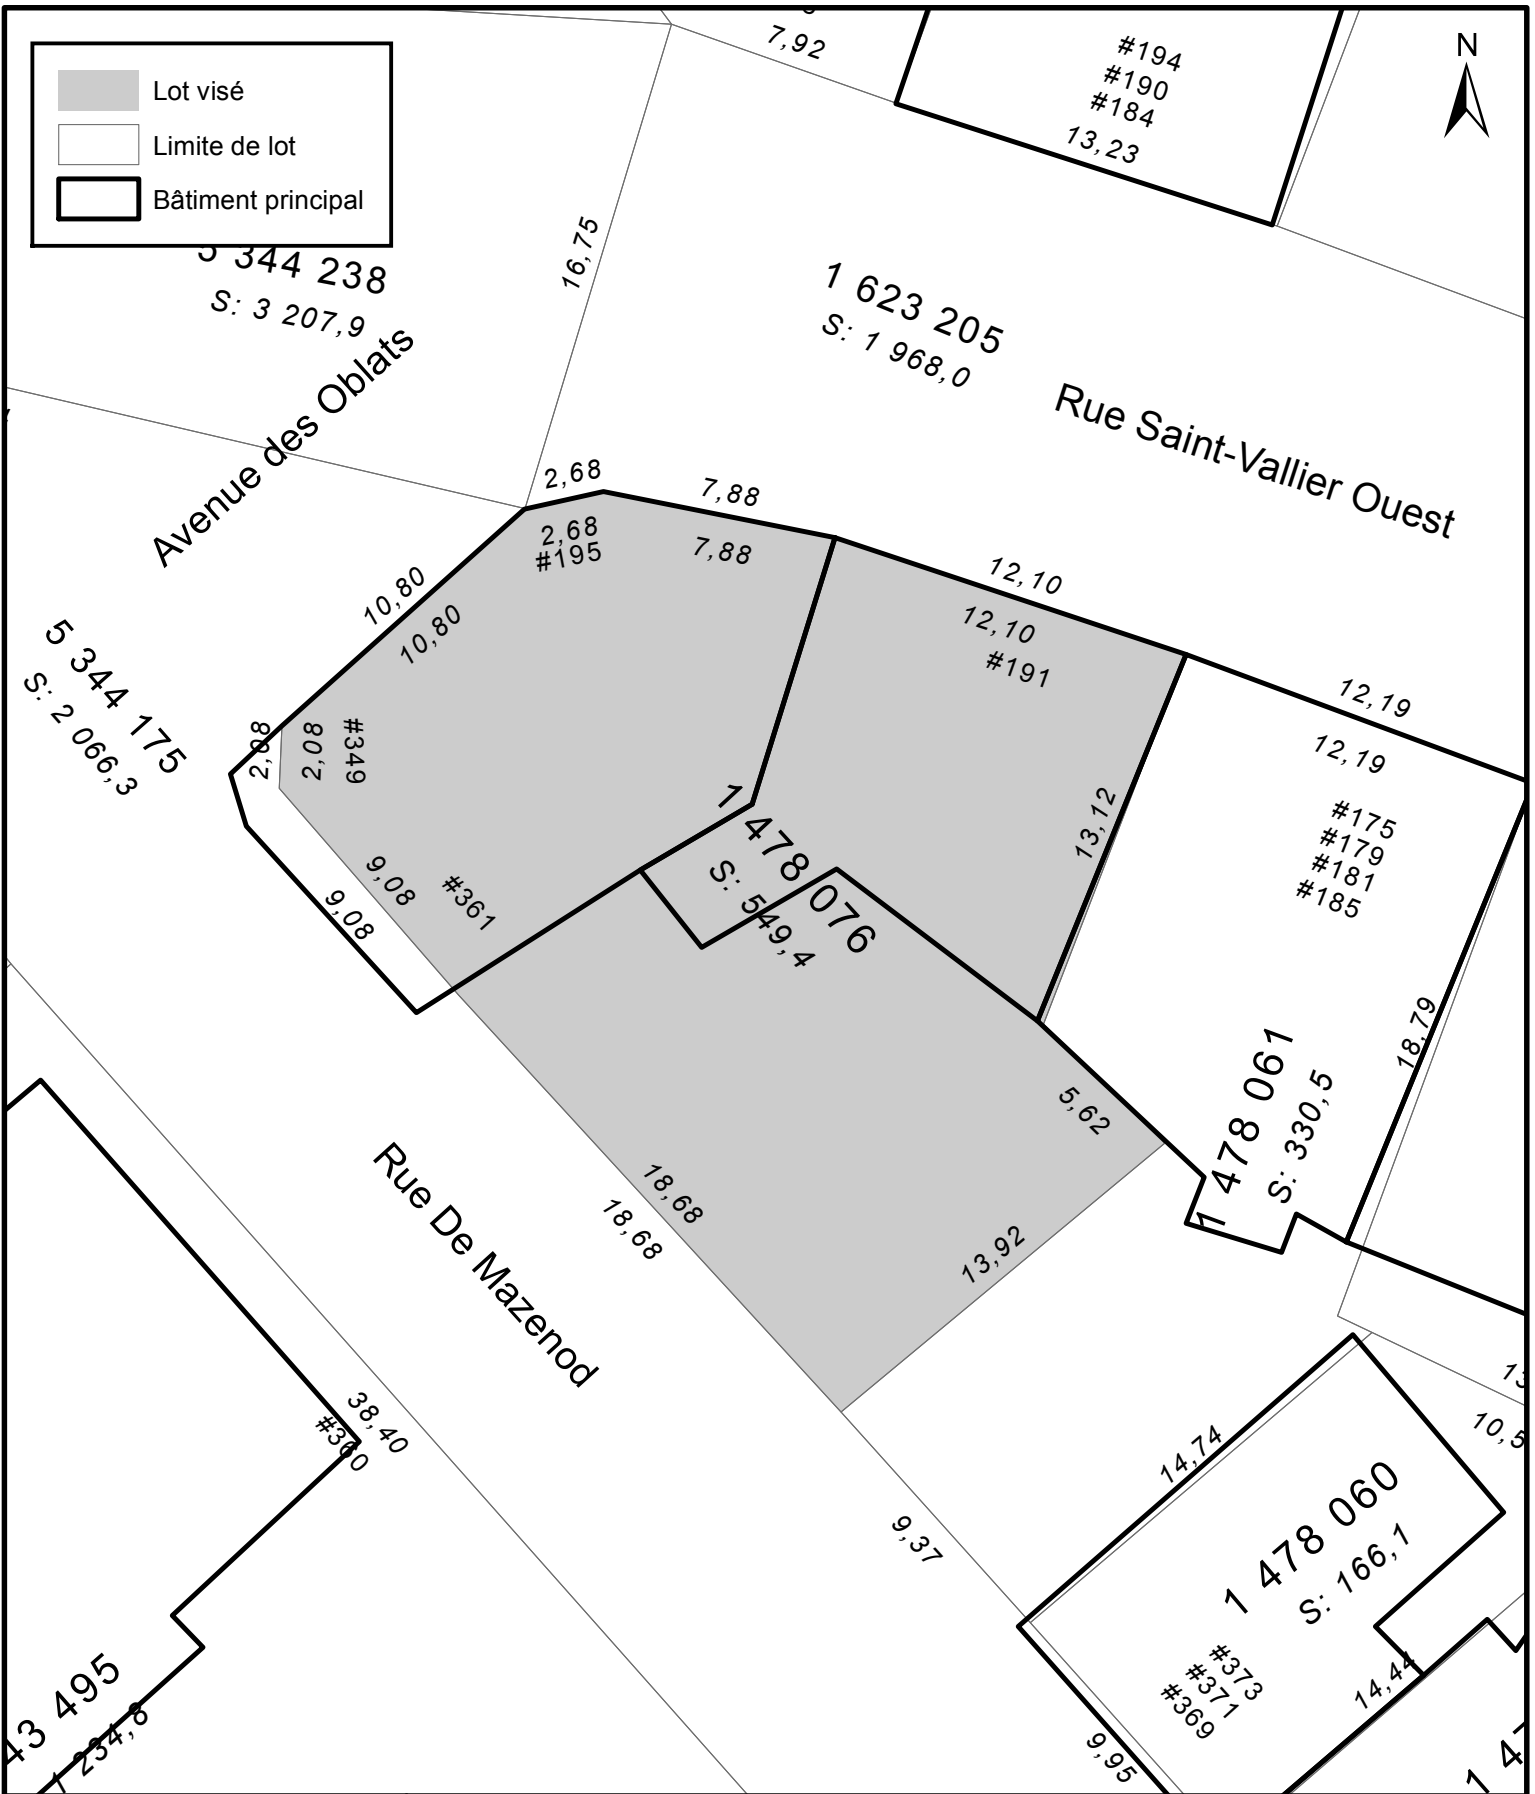 Lot visé
Limite de lot
Bâtiment principal
N
7,92
#194
#190
#184
13,23
16,75
5 344 238
S: 3 207,9
Avenue des Oblats
1 623 205
S: 1 968,0
Rue Saint-Vallier Ouest
2,68
7,88
2,68
#195
7,88
12,10
12,10
#191
12,19
12,19
10,80
10,80
5 344 175
S: 2 066,3
2,08
2,08
#349
13,12
#175
#179
#181
#185
1 478 076
S: 549,4
9,08
#361
9,08
18,79
5,62
1 478 061
S: 330,5
Rue De Mazenod
18,68
18,68
13,92
38,40
#360
14,74
10,5
9,37
1 478 060
S: 166,1
#373
#371
#369
14,44
9,95
43 495
1 234,8
1 47